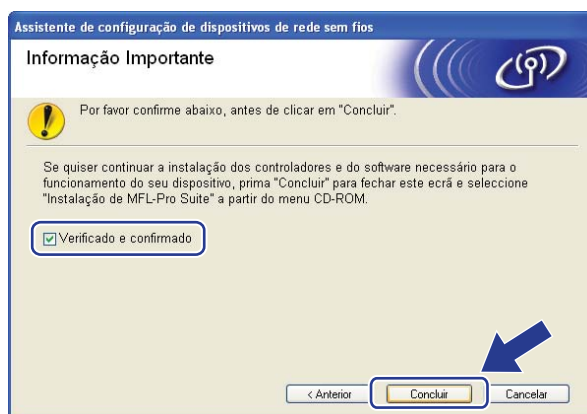 Assistente de configuração de dispositivos de rede sem fios
Informação Importante
Por favor confirme abaixo, antes de clicar em "Concluir".
Se quiser continuar a instalação dos controladores e do software necessário para o
funcionamento do seu dispositivo, prima "Concluir" para fechar este ecrã e seleccione
"Instalação de MFL-Pro Suite" a partir do menu CD-ROM.
Verificado e confirmado
< Anterior Concluir Cancelar